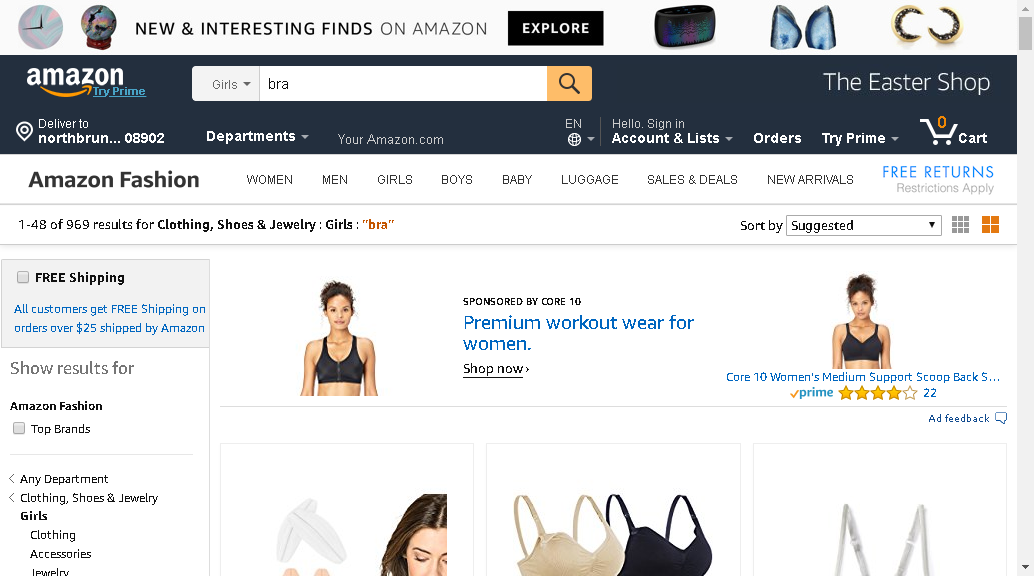 NEW & INTERESTING FINDS ON AMAZON
EXPLORE
amazon
Try Prime
Girls
bra
The Easter Shop
Deliver to
northbrun... 08902
Departments
Your Amazon.com
EN
Hello. Sign in
Account & Lists
Orders
Try Prime
0
Cart
Amazon Fashion
WOMEN
MEN
GIRLS
BOYS
BABY
LUGGAGE
SALES & DEALS
NEW ARRIVALS
FREE RETURNS
Restrictions Apply
1-48 of 969 results for Clothing, Shoes & Jewelry : Girls : "bra"
Sort by
Suggested
FREE Shipping
All customers get FREE Shipping on
orders over $25 shipped by Amazon
Show results for
Amazon Fashion
Top Brands
Any Department
Clothing, Shoes & Jewelry
Girls
Clothing
Accessories
Jewelry
SPONSORED BY CORE 10
Premium workout wear for
women.
Shop now ›
Core 10 Women's Medium Support Scoop Back S...
prime
22
Ad feedback